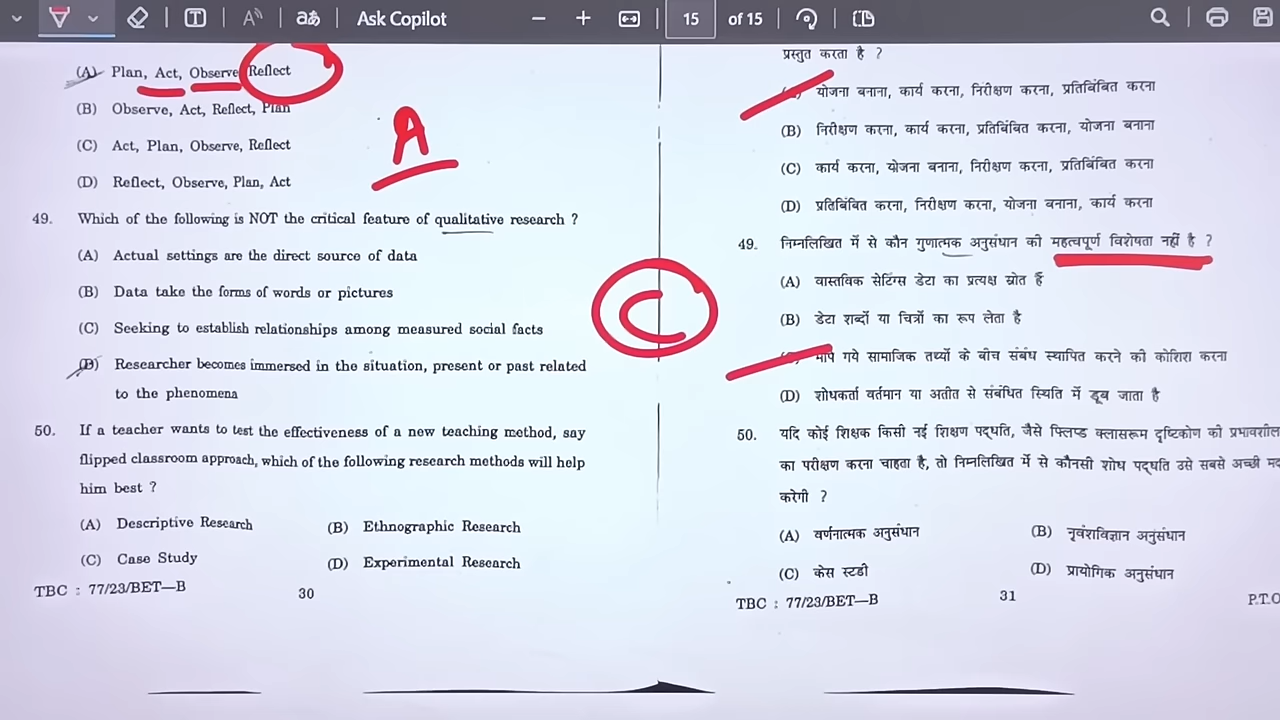 Ask Copilot
15 of 15
(A) Plan, Act, Observe Reflect
(B) Observe, Act, Reflect, Plan
(C) Act, Plan, Observe, Reflect
(D) Reflect, Observe, Plan, Act
A
49. Which of the following is NOT the critical feature of qualitative research ?
(A) Actual settings are the direct source of data
(B) Data take the forms of words or pictures
(C) Seeking to establish relationships among measured social facts
(D) Researcher becomes immersed in the situation, present or past related
to the phenomena
C
50. If a teacher wants to test the effectiveness of a new teaching method, say
flipped classroom approach, which of the following research methods will help
him best ?
(A) Descriptive Research (B) Ethnographic Research
(C) Case Study (D) Experimental Research
TBC : 77/23/BET—B 30
प्रस्तुत करता है ?
योजना बनाना, कार्य करना, निरीक्षण करना, प्रतिबिंबित करना
(B) निरीक्षण करना, कार्य करना, प्रतिबिंबित करना, योजना बनाना
(C) कार्य करना, योजना बनाना, निरीक्षण करना, प्रतिबिंबित करना
(D) प्रतिबिंबित करना, निरीक्षण करना, योजना बनाना, कार्य करना
49. निम्नलिखित में से कौन गुणात्मक अनुसंधान की महत्वपूर्ण विशेषता नहीं है ?
(A) वास्तविक सेटिंग्स डेटा का प्रत्यक्ष स्रोत हैं
(B) डेटा शब्दों या चित्रों का रूप लेता है
मापे गये सामाजिक तथ्यों के बीच संबंध स्थापित करने की कोशिश करना
(D) शोधकर्ता वर्तमान या अतीत से संबंधित स्थिति में डूब जाता है
50. यदि कोई शिक्षक किसी नई शिक्षण पद्धति, जैसे फ्लिप्ड क्लासरूम दृष्टिकोण की
का परीक्षण करना चाहता है, तो निम्नलिखित में से कौनसी शोध पद्धति उसे सबसे अच्छी
करेगी ?
(A) वर्णनात्मक अनुसंधान (B) नृवंशविज्ञान अनुसंधान
(C) केस स्टडी (D) प्रायोगिक अनुसंधान
TBC : 77/23/BET—B 31 P.T.O